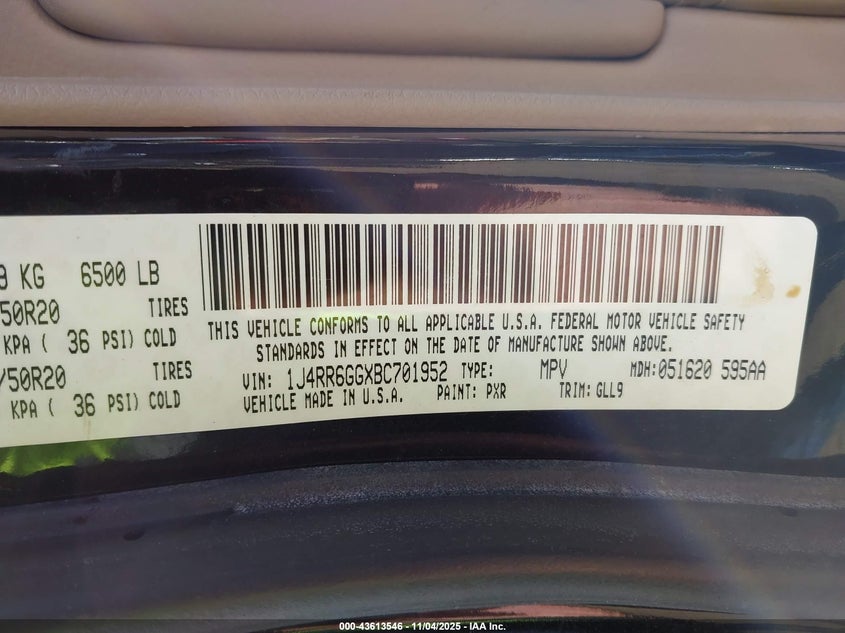 KG 6500 LB
50R20 TIRES
KPA ( 36 PSI) COLD
/50R20 TIRES
KPA ( 36 PSI) COLD
THIS VEHICLE CONFORMS TO ALL APPLICABLE U.S.A. FEDERAL MOTOR VEHICLE SAFETY
STANDARDS IN EFFECT ON THE DATE OF MANUFACTURE SHOWN ABOVE.
VIN: 1J4RR6GGXBC701952 TYPE: MPV MDH:051620 595AA
VEHICLE MADE IN U.S.A. PAINT: PXR TRIM: GLL9
000-43613546 - 11/04/2025 - IAA Inc.